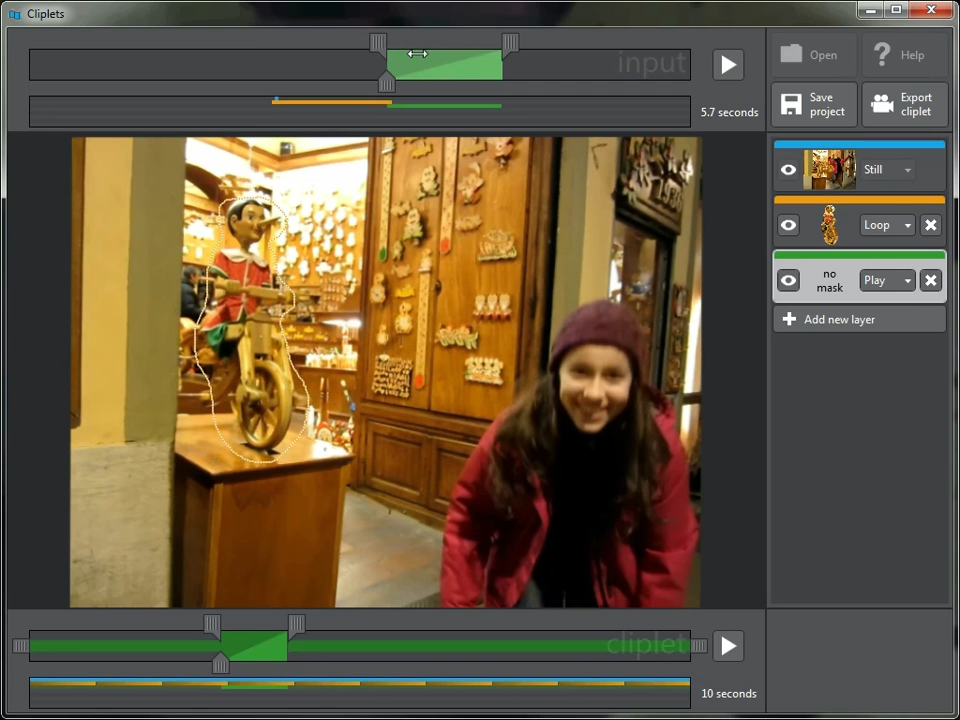 Cliplets
input
5.7 seconds
Open
Help
Save
project
Export
cliplet
Still
Loop
no
mask
Play
Add new layer
cliplet
10 seconds